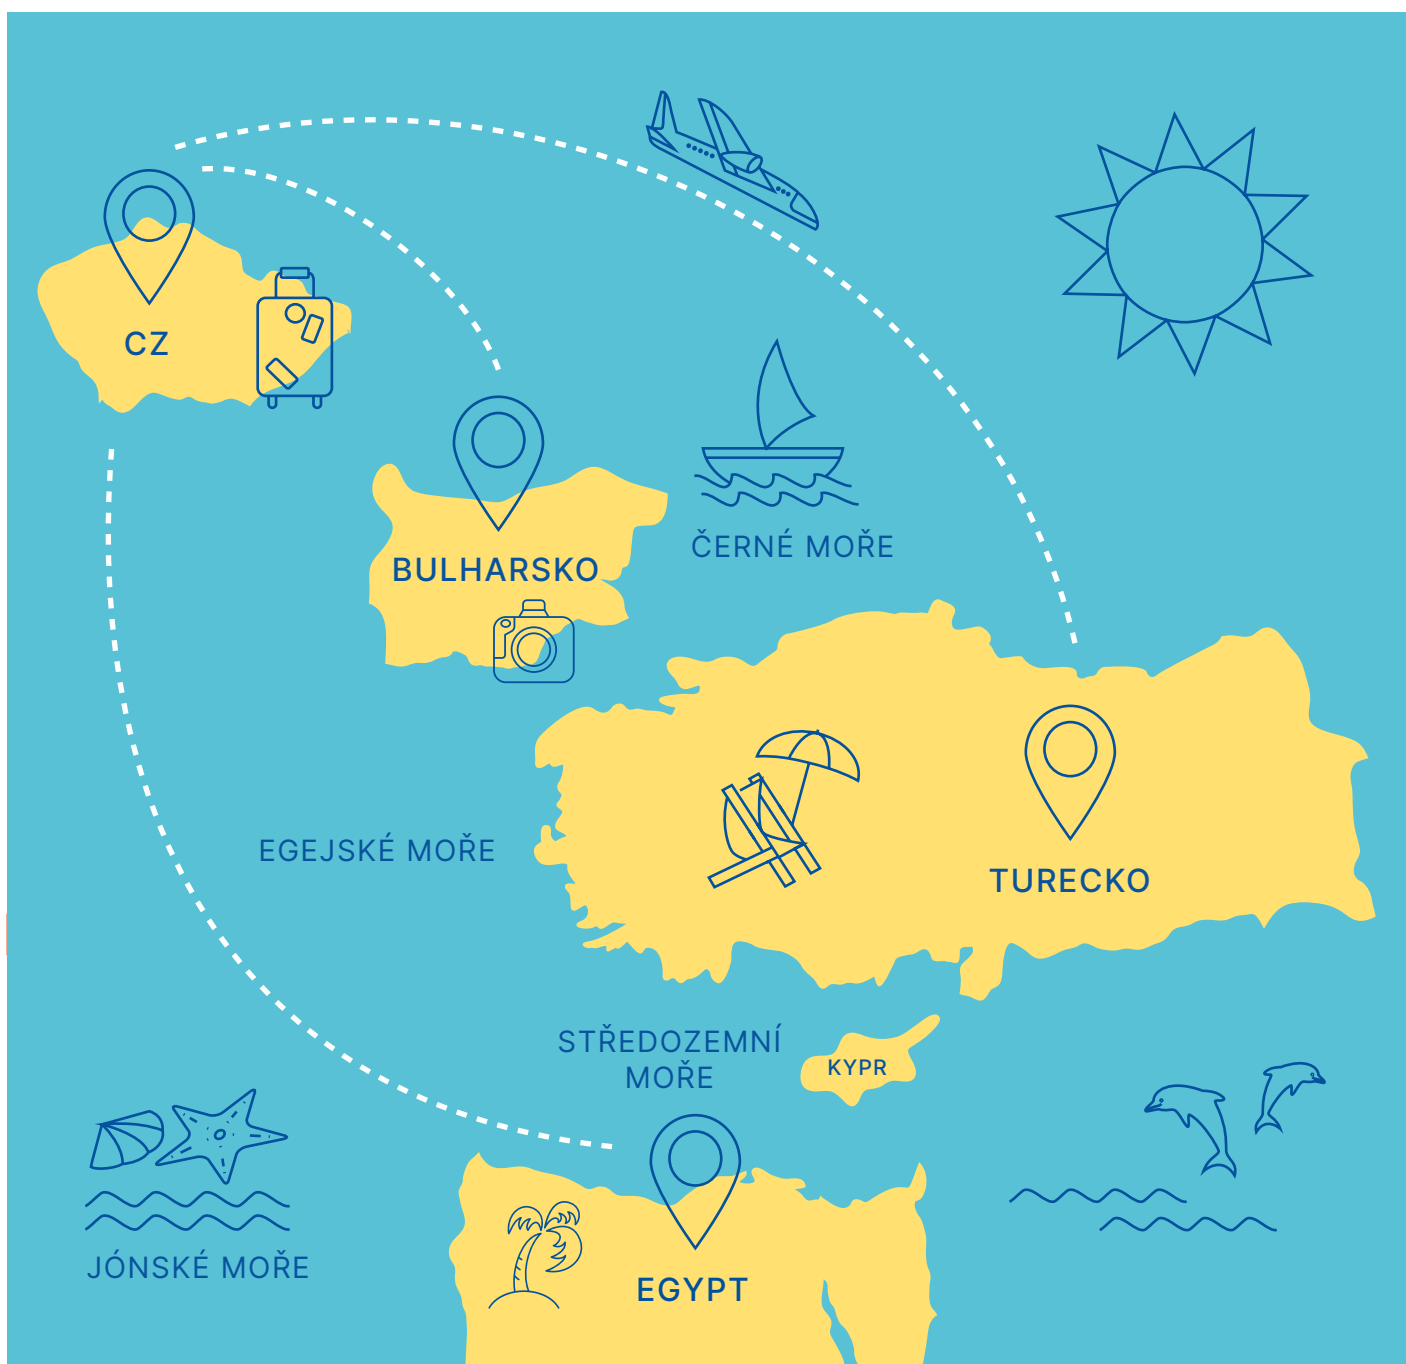 CZ
BULHARSKO
ČERNÉ MOŘE
EGEJSKÉ MOŘE
TURECKO
STŘEDOZEMNÍ
MOŘE
KYPR
JÓNSKÉ MOŘE
EGYPT